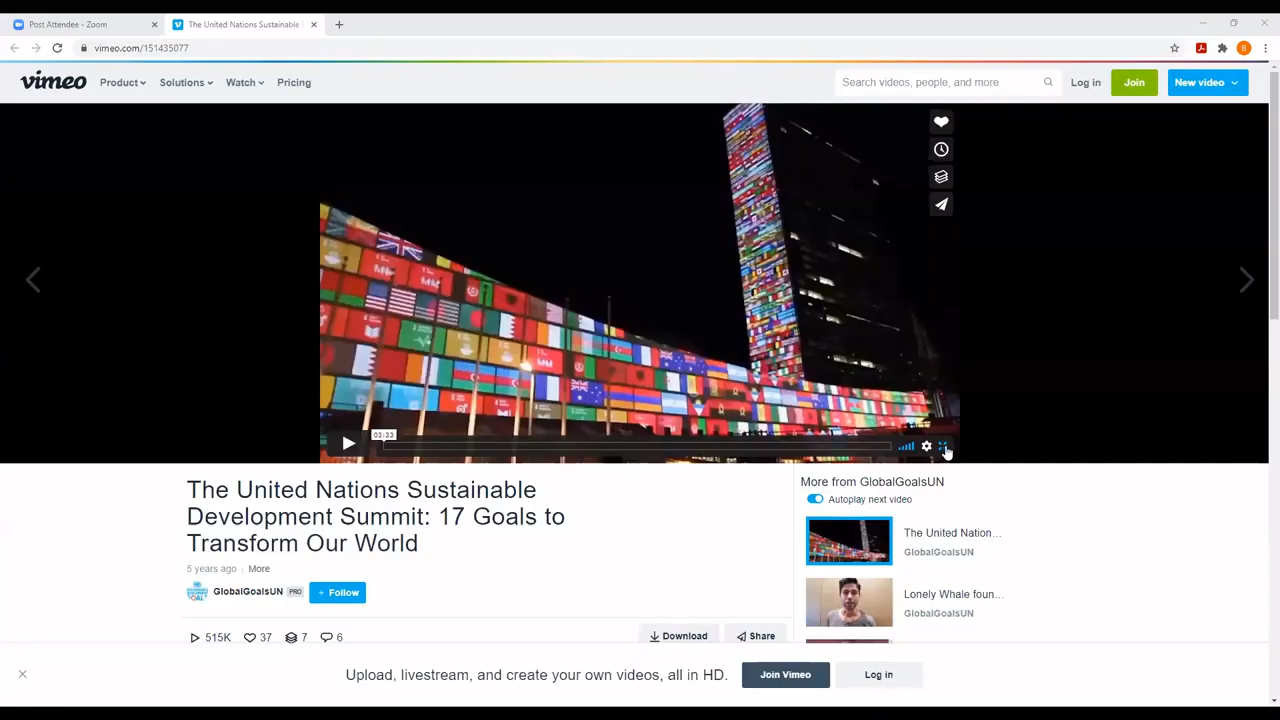 Post Attendee - Zoom
The United Nations Sustainable
vimeo.com/151435077
B
vimeo
Product
Solutions
Watch
Pricing
Search videos, people, and more
Log in
Join
New video
03:33
The United Nations Sustainable
Development Summit: 17 Goals to
Transform Our World
5 years ago
More
GlobalGoalsUN
PRO
+ Follow
515K
37
7
6
Download
Share
More from GlobalGoalsUN
Autoplay next video
The United Nation...
GlobalGoalsUN
Lonely Whale foun...
GlobalGoalsUN
Upload, livestream, and create your own videos, all in HD.
Join Vimeo
Log in